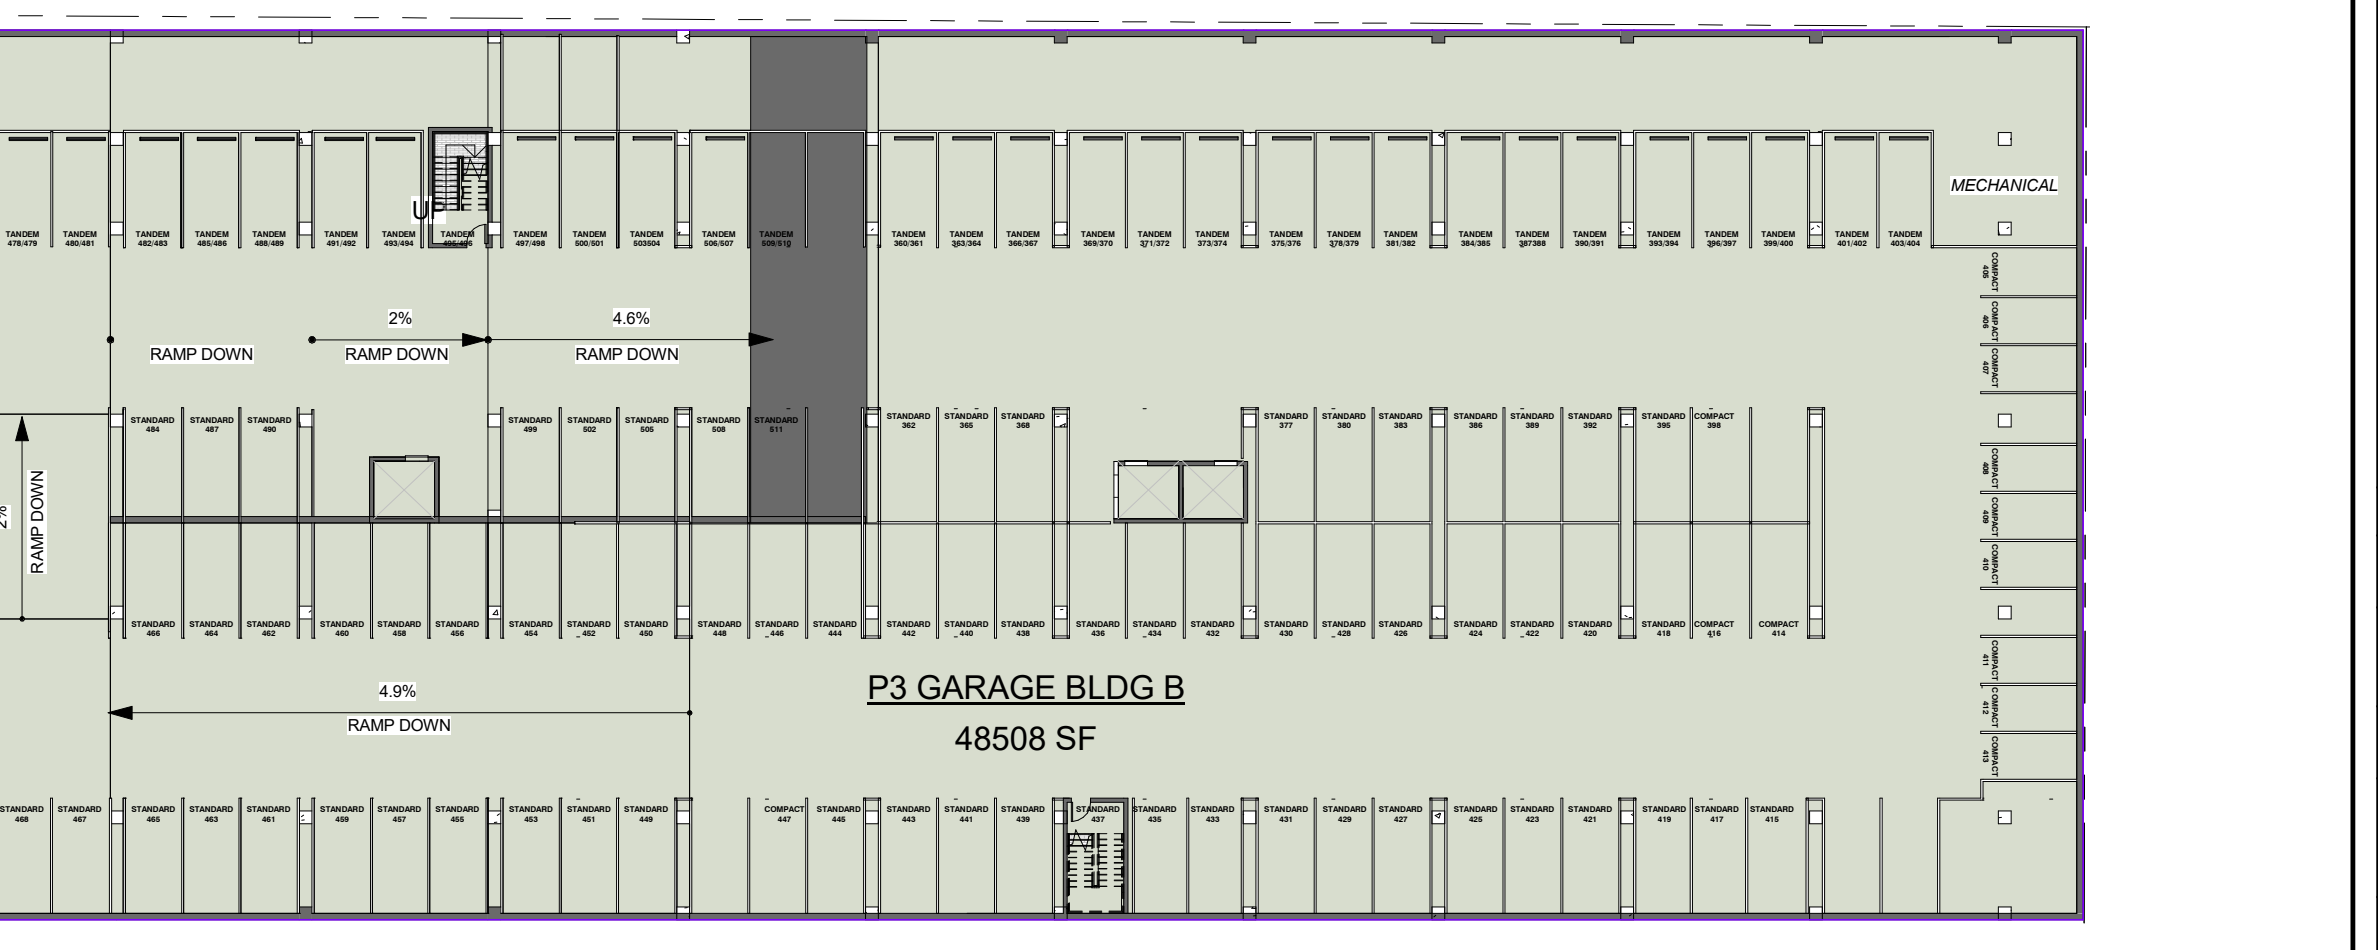 MECHANICAL
UP
TANDEM 478/479
TANDEM 480/481
TANDEM 482/483
TANDEM 485/486
TANDEM 488/489
TANDEM 491/492
TANDEM 493/494
TANDEM 495/496
TANDEM 497/498
TANDEM 500/501
TANDEM 503504
TANDEM 506/507
TANDEM 509/510
TANDEM 360/361
TANDEM 363/364
TANDEM 366/367
TANDEM 369/370
TANDEM 371/372
TANDEM 373/374
TANDEM 375/376
TANDEM 378/379
TANDEM 381/382
TANDEM 384/385
TANDEM 387388
TANDEM 390/391
TANDEM 393/394
TANDEM 396/397
TANDEM 399/400
TANDEM 401/402
TANDEM 403/404
COMPACT 405
COMPACT 406
COMPACT 407
2%
RAMP DOWN
RAMP DOWN
4.6%
RAMP DOWN
STANDARD 484
STANDARD 487
STANDARD 490
STANDARD 499
STANDARD 502
STANDARD 505
STANDARD 508
STANDARD 511
STANDARD 362
STANDARD 365
STANDARD 368
STANDARD 377
STANDARD 380
STANDARD 383
STANDARD 386
STANDARD 389
STANDARD 392
STANDARD 395
COMPACT 398
COMPACT 408
COMPACT 409
COMPACT 410
2%
RAMP DOWN
STANDARD 466
STANDARD 464
STANDARD 462
STANDARD 460
STANDARD 458
STANDARD 456
STANDARD 454
STANDARD 452
STANDARD 450
STANDARD 448
STANDARD 446
STANDARD 444
STANDARD 442
STANDARD 440
STANDARD 438
STANDARD 436
STANDARD 434
STANDARD 432
STANDARD 430
STANDARD 428
STANDARD 426
STANDARD 424
STANDARD 422
STANDARD 420
STANDARD 418
COMPACT 416
COMPACT 414
COMPACT 411
COMPACT 412
COMPACT 413
4.9%
RAMP DOWN
P3 GARAGE BLDG B
48508 SF
STANDARD 468
STANDARD 467
STANDARD 465
STANDARD 463
STANDARD 461
STANDARD 459
STANDARD 457
STANDARD 455
STANDARD 453
STANDARD 451
STANDARD 449
COMPACT 447
STANDARD 445
STANDARD 443
STANDARD 441
STANDARD 439
STANDARD 437
STANDARD 435
STANDARD 433
STANDARD 431
STANDARD 429
STANDARD 427
STANDARD 425
STANDARD 423
STANDARD 421
STANDARD 419
STANDARD 417
STANDARD 415